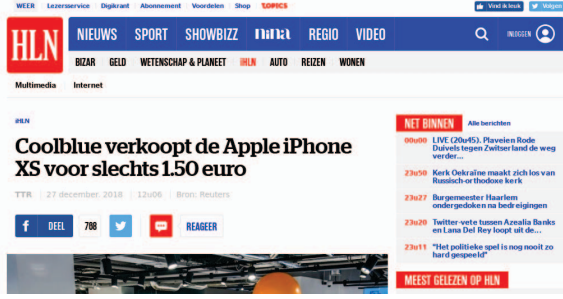 WEER Lezersservice Digikrant Abonnement Voordelen Shop TOPICS
Vind ik leuk Volgen
HLN
NIEUWS SPORT SHOWBIZZ nina REGIO VIDEO
INLOGGEN
BIZAR GELD WETENSCHAP & PLANEET iHLN AUTO REIZEN WONEN
Multimedia Internet
iHLN
Coolblue verkoopt de Apple iPhone
XS voor slechts 1.50 euro
TTR 27 december, 2018 12u06 Bron: Reuters
DEEL 788 REAGEER
NET BINNEN Alle berichten
00u00 LIVE (20u45). Plaveien Rode
Duivels tegen Zwitserland de weg
verder...
23u50 Kerk Oekraïne maakt zich los van
Russisch-orthodoxe kerk
23u27 Burgemeester Haarlem
ondergedoken na bedreigingen
23u20 Twitter-vete tussen Azealia Banks
en Lana Del Rey loopt uit de...
23u11 "Het politieke spel is nog nooit zo
hard gespeeld"
MEEST GELEZEN OP HLN